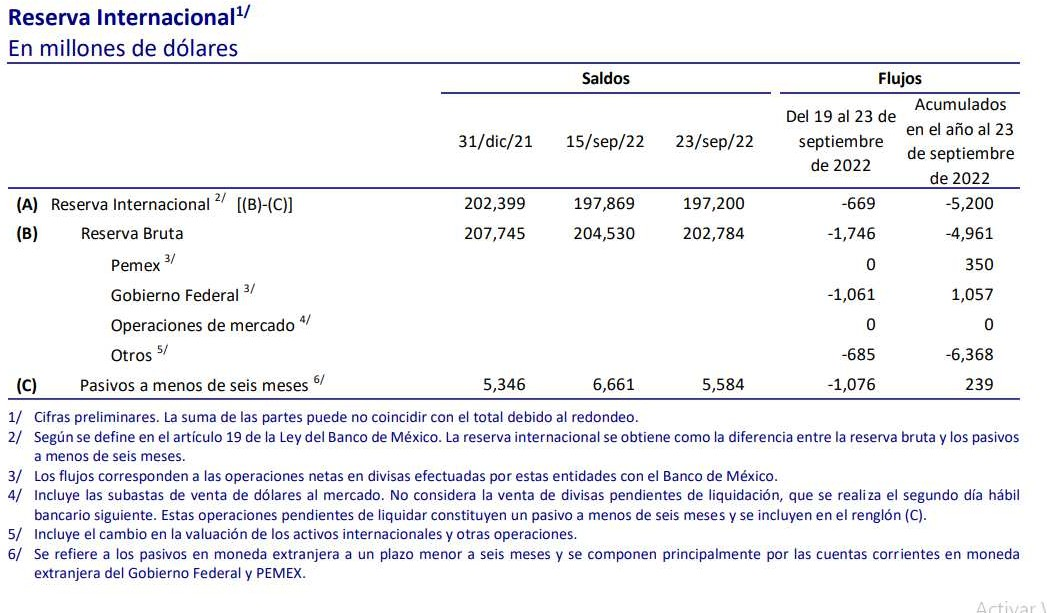 Reserva Internacional1/
En millones de dólares
Saldos Flujos
31/dic/21 15/sep/22 23/sep/22 Del 19 al 23 de septiembre de 2022 Acumulados en el año al 23 de septiembre de 2022
(A) Reserva Internacional 2/ [(B)-(C)] 202,399 197,869 197,200 -669 -5,200
(B) Reserva Bruta 207,745 204,530 202,784 -1,746 -4,961
Pemex 3/ 0 350
Gobierno Federal 3/ -1,061 1,057
Operaciones de mercado 4/ 0 0
Otros 5/ -685 -6,368
(C) Pasivos a menos de seis meses 6/ 5,346 6,661 5,584 -1,076 239
1/ Cifras preliminares. La suma de las partes puede no coincidir con el total debido al redondeo.
2/ Según se define en el artículo 19 de la Ley del Banco de México. La reserva internacional se obtiene como la diferencia entre la reserva bruta y los pasivos
a menos de seis meses.
3/ Los flujos corresponden a las operaciones netas en divisas efectuadas por estas entidades con el Banco de México.
4/ Incluye las subastas de venta de dólares al mercado. No considera la venta de divisas pendientes de liquidación, que se realiza el segundo día hábil
bancario siguiente. Estas operaciones pendientes de liquidar constituyen un pasivo a menos de seis meses y se incluyen en el renglón (C).
5/ Incluye el cambio en la valuación de los activos internacionales y otras operaciones.
6/ Se refiere a los pasivos en moneda extranjera a un plazo menor a seis meses y se componen principalmente por las cuentas corrientes en moneda
extranjera del Gobierno Federal y PEMEX.
Activar